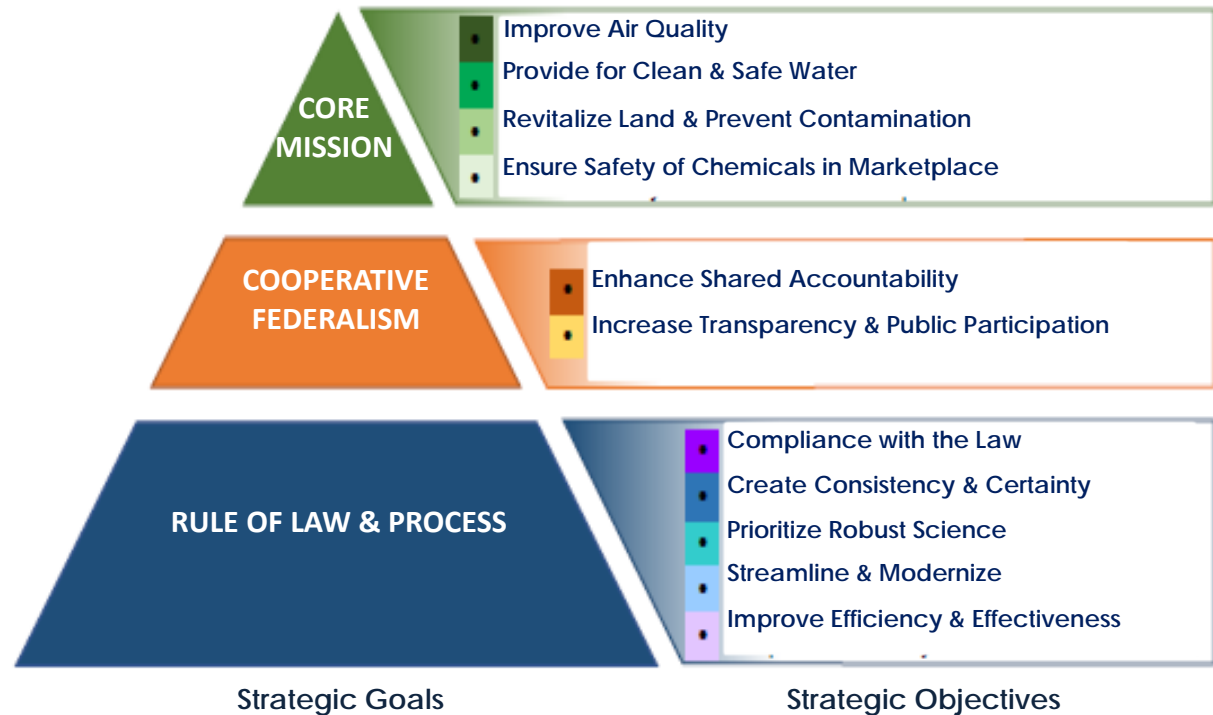 CORE
MISSION
Improve Air Quality
Provide for Clean & Safe Water
Revitalize Land & Prevent Contamination
Ensure Safety of Chemicals in Marketplace
COOPERATIVE
FEDERALISM
Enhance Shared Accountability
Increase Transparency & Public Participation
RULE OF LAW & PROCESS
Compliance with the Law
Create Consistency & Certainty
Prioritize Robust Science
Streamline & Modernize
Improve Efficiency & Effectiveness
Strategic Goals
Strategic Objectives